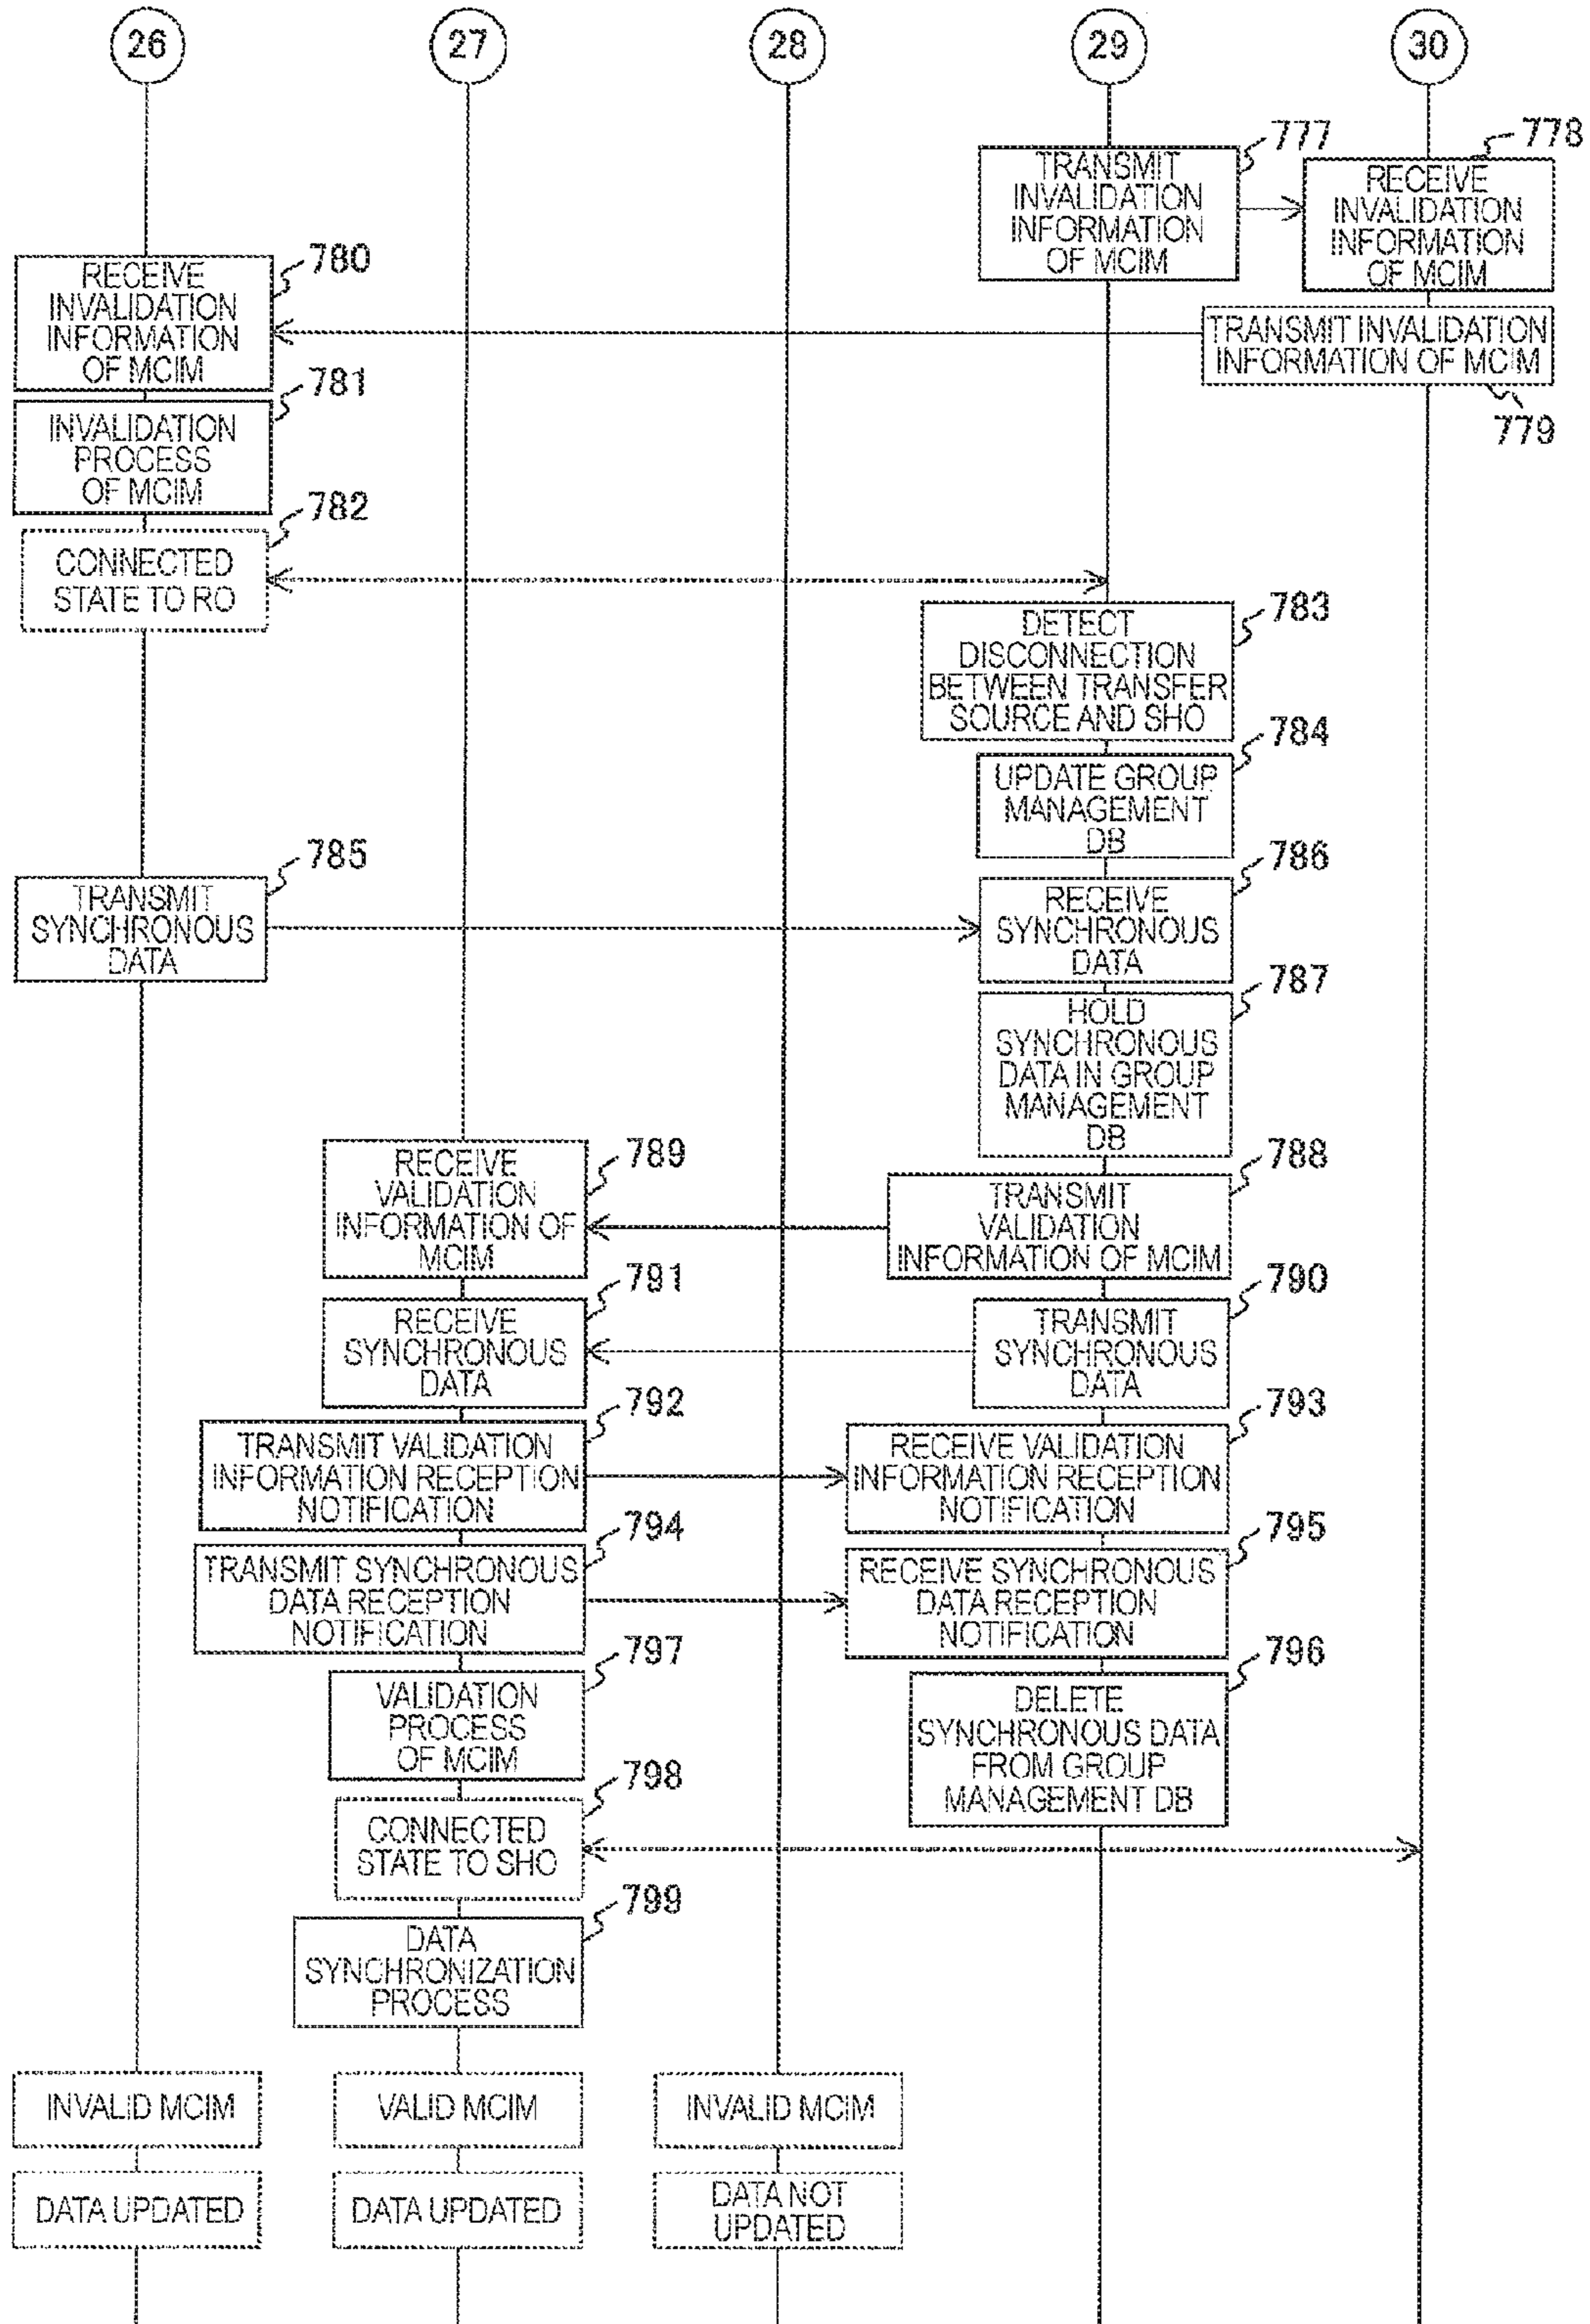 26
27
28
29
30
777
TRANSMIT
INVALIDATION
INFORMATION
OF MCIM
778
RECEIVE
INVALIDATION
INFORMATION
OF MCIM
780
RECEIVE
INVALIDATION
INFORMATION
OF MCIM
TRANSMIT INVALIDATION
INFORMATION OF MCIM
779
781
INVALIDATION
PROCESS
OF MCIM
782
CONNECTED
STATE TO RO
783
DETECT
DISCONNECTION
BETWEEN TRANSFER
SOURCE AND SHO
784
UPDATE GROUP
MANAGEMENT
DB
785
TRANSMIT
SYNCHRONOUS
DATA
786
RECEIVE
SYNCHRONOUS
DATA
787
HOLD
SYNCHRONOUS
DATA IN GROUP
MANAGEMENT
DB
789
RECEIVE
VALIDATION
INFORMATION OF
MCIM
788
TRANSMIT
VALIDATION
INFORMATION OF MCIM
791
RECEIVE
SYNCHRONOUS
DATA
790
TRANSMIT
SYNCHRONOUS
DATA
792
TRANSMIT VALIDATION
INFORMATION RECEPTION
NOTIFICATION
793
RECEIVE VALIDATION
INFORMATION RECEPTION
NOTIFICATION
794
TRANSMIT SYNCHRONOUS
DATA RECEPTION
NOTIFICATION
795
RECEIVE SYNCHRONOUS
DATA RECEPTION
NOTIFICATION
797
VALIDATION
PROCESS
OF MCIM
796
DELETE
SYNCHRONOUS DATA
FROM GROUP
MANAGEMENT DB
798
CONNECTED
STATE TO SHO
799
DATA
SYNCHRONIZATION
PROCESS
INVALID MCIM
VALID MCIM
INVALID MCIM
DATA UPDATED
DATA UPDATED
DATA NOT
UPDATED